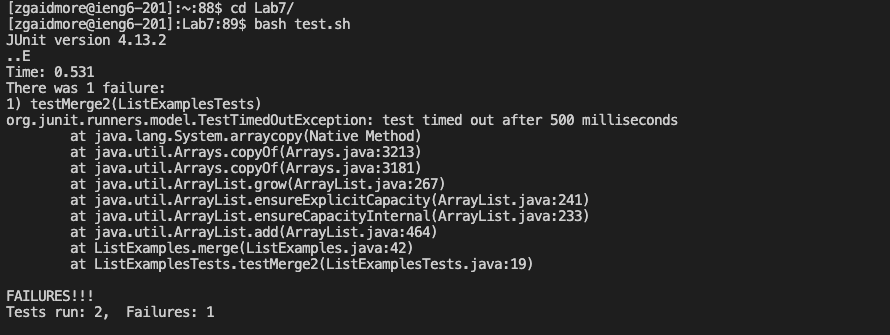 [zgaidmore@ieng6-201]:~:88$ cd Lab7/
[zgaidmore@ieng6-201]:Lab7:89$ bash test.sh
JUnit version 4.13.2
..E
Time: 0.531
There was 1 failure:
1) testMerge2(ListExamplesTests)
org.junit.runners.model.TestTimedOutException: test timed out after 500 milliseconds
        at java.lang.System.arraycopy(Native Method)
        at java.util.Arrays.copyOf(Arrays.java:3213)
        at java.util.Arrays.copyOf(Arrays.java:3181)
        at java.util.ArrayList.grow(ArrayList.java:267)
        at java.util.ArrayList.ensureExplicitCapacity(ArrayList.java:241)
        at java.util.ArrayList.ensureCapacityInternal(ArrayList.java:233)
        at java.util.ArrayList.add(ArrayList.java:464)
        at ListExamples.merge(ListExamples.java:42)
        at ListExamplesTests.testMerge2(ListExamplesTests.java:19)
FAILURES!!!
Tests run: 2,  Failures: 1